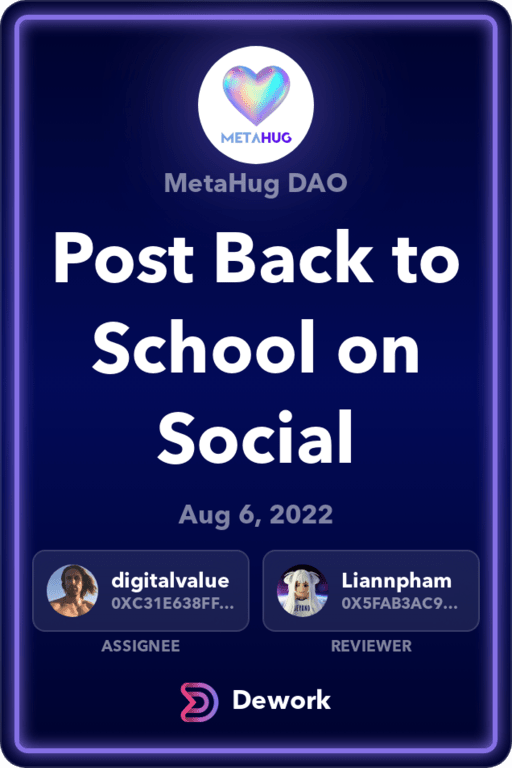 METAHUG
MetaHug DAO
Post Back to
School on
Social
Aug 6, 2022
digitalvalue
0XC31E638FF...
Liannpham
0X5FAB3AC9...
ASSIGNEE
REVIEWER
Dework